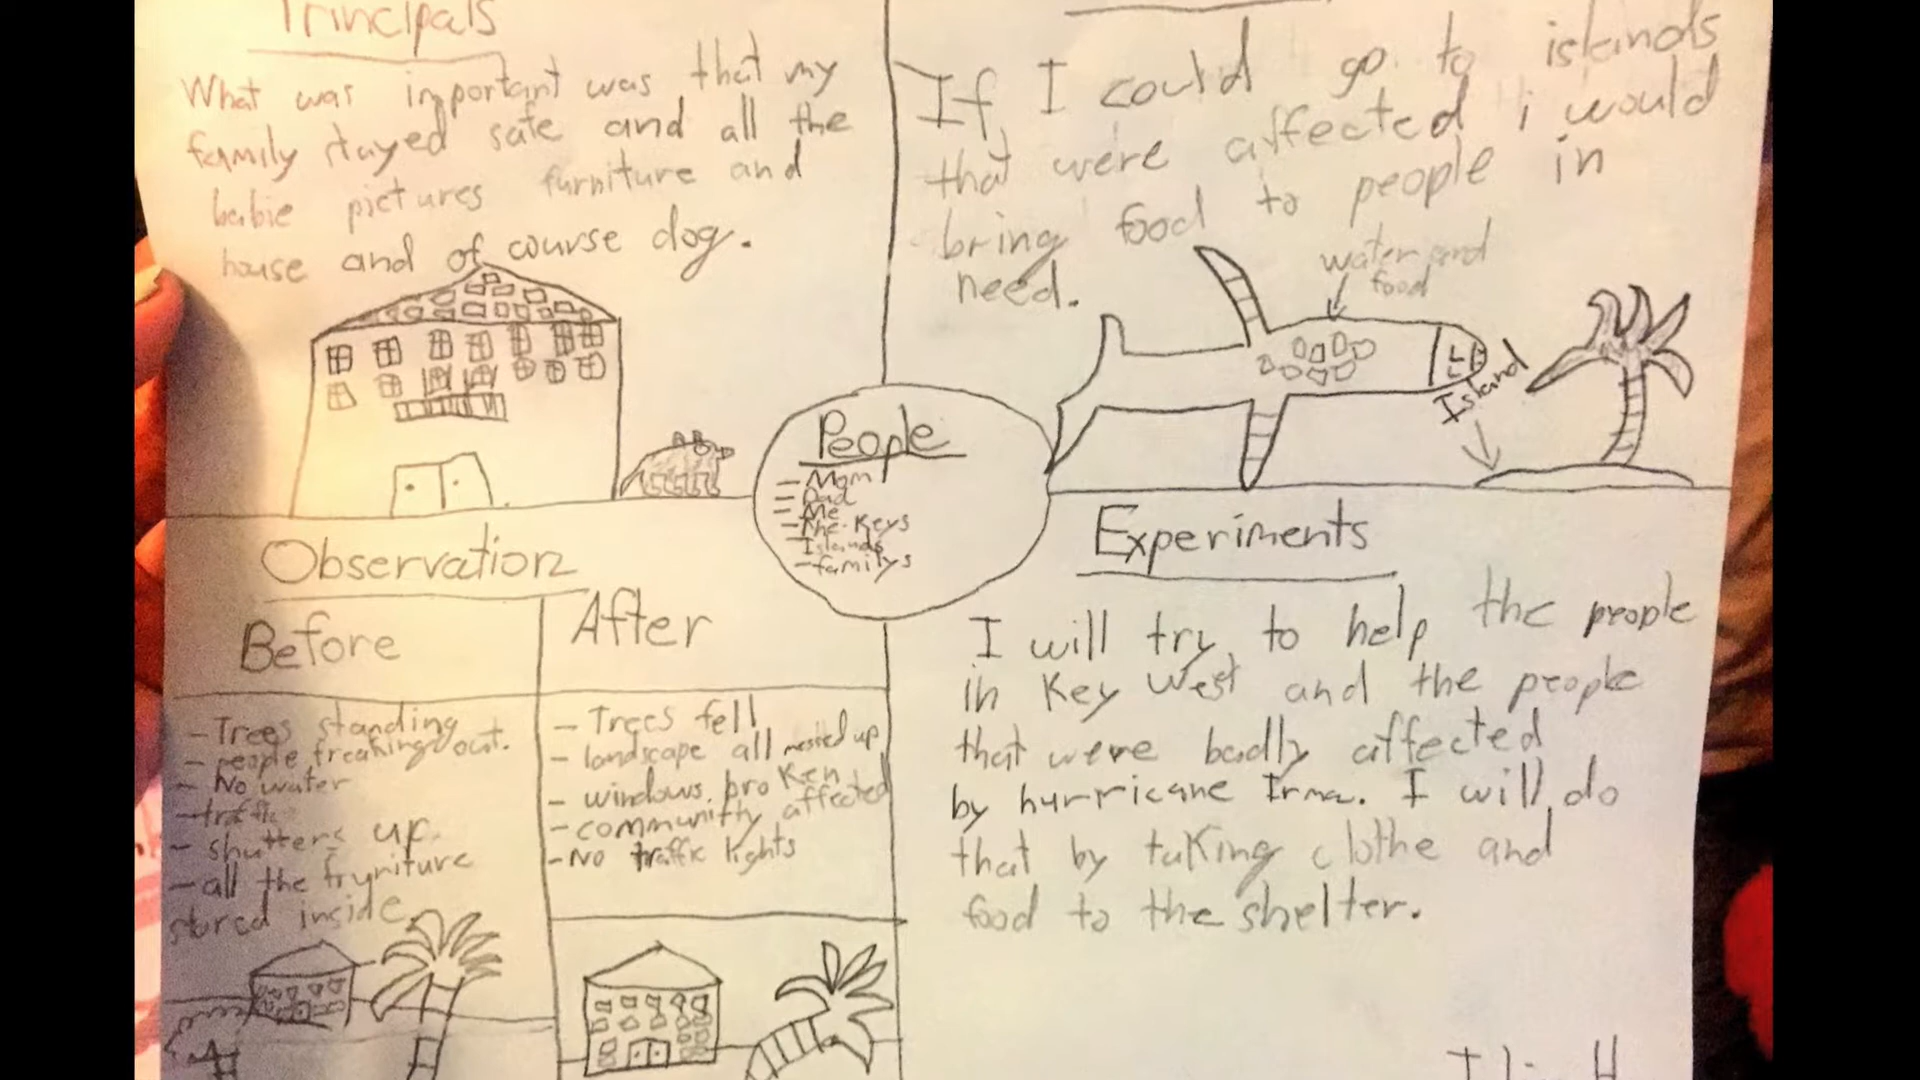 Principals
What was important was that my
family stayed safe and all the
babie pictures furniture and
house and of course dog.
If I could go to islands
that were affected i would
bring food to people in
need.
water and
food
Island
People
- Mom
- Dad
- Me
- The Keys
Islands
- familys
Observation
Before
- Trees standing
- people freaking out.
- No water
- shutters up
- all the fryniture
stored inside
After
- Trees fell
- landscape all messed up
- windows broken
- community affected
- No traffic lights
Experiments
I will try to help the people
in Key West and the people
that were badly affected
by hurricane Irma. I will do
that by taking clothe and
food to the shelter.